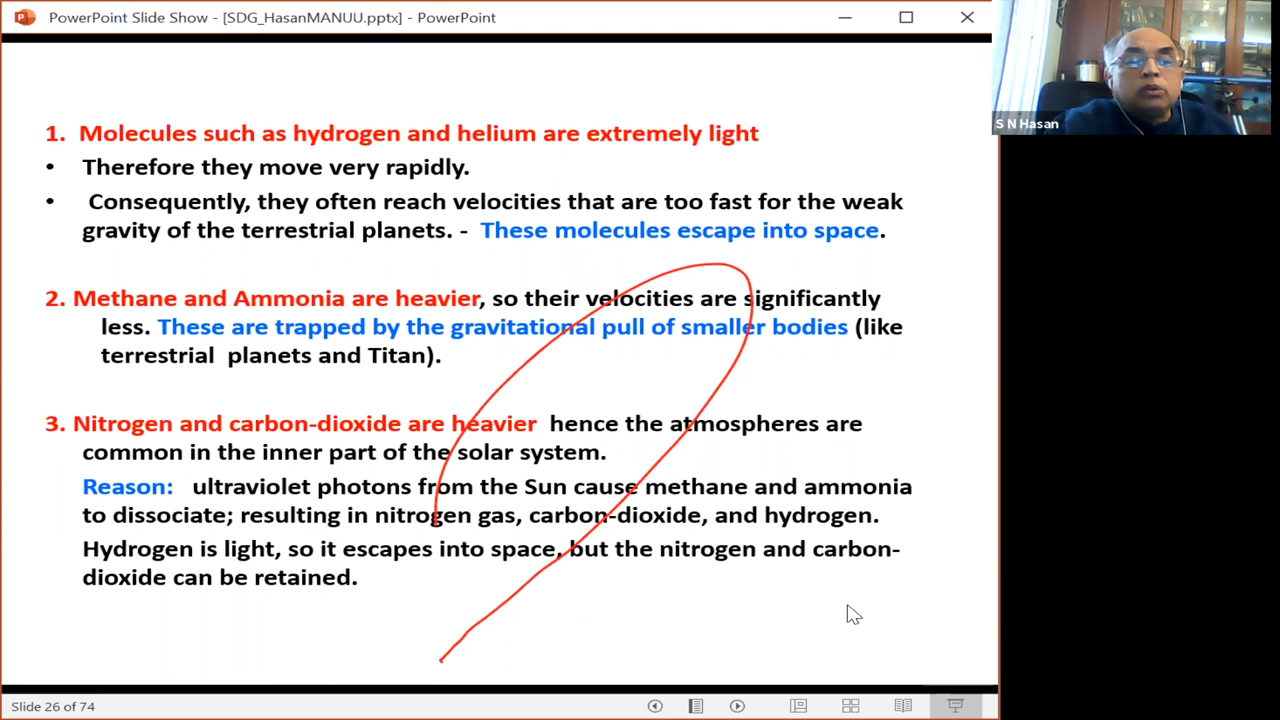 PowerPoint Slide Show - [SDG_HasanMANUU.pptx] - PowerPoint
S N Hasan
1. Molecules such as hydrogen and helium are extremely light
• Therefore they move very rapidly.
• Consequently, they often reach velocities that are too fast for the weak
gravity of the terrestrial planets. - These molecules escape into space.
2. Methane and Ammonia are heavier, so their velocities are significantly
less. These are trapped by the gravitational pull of smaller bodies (like
terrestrial planets and Titan).
3. Nitrogen and carbon-dioxide are heavier hence the atmospheres are
common in the inner part of the solar system.
Reason: ultraviolet photons from the Sun cause methane and ammonia
to dissociate; resulting in nitrogen gas, carbon-dioxide, and hydrogen.
Hydrogen is light, so it escapes into space, but the nitrogen and carbon-
dioxide can be retained.
Slide 26 of 74